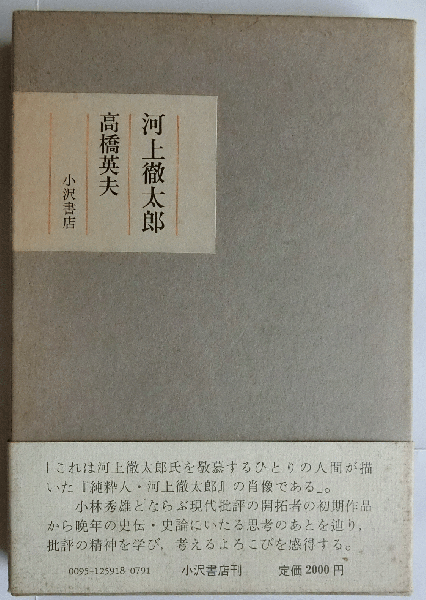 河上徹太郎
高橋英夫
小沢書店
「これは河上徹太郎氏を敬慕するひとりの人間が描
いた『純粋人・河上徹太郎』の肖像である」。
小林秀雄とならぶ現代批評の開拓者の初期作品
から晩年の史伝・史論にいたる思考のあとを辿り，
批評の精神を学び，考えるよろこびを感得する。
0095-125918-0791 小沢書店刊 定価 2000円